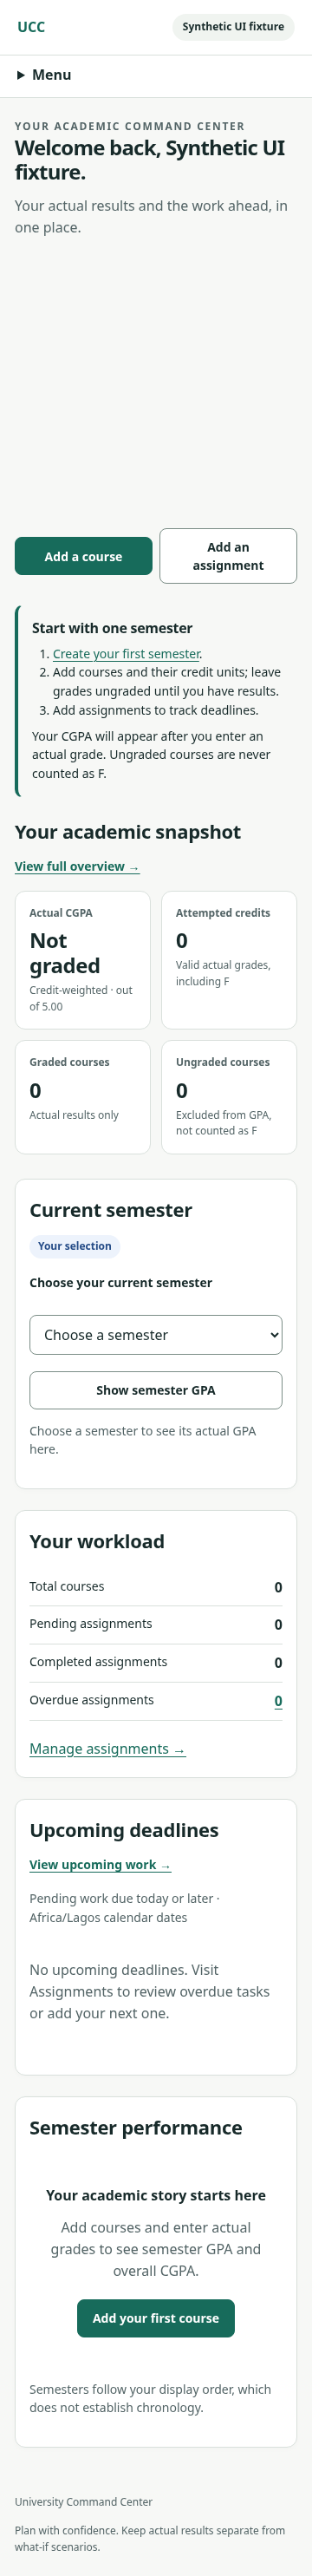 UCC
Synthetic UI fixture
▶ Menu
YOUR ACADEMIC COMMAND CENTER
Welcome back, Synthetic UI
fixture.
Your actual results and the work ahead, in
one place.
Add a course
Add an
assignment
Start with one semester
1. Create your first semester.
2. Add courses and their credit units; leave
grades ungraded until you have results.
3. Add assignments to track deadlines.
Your CGPA will appear after you enter an
actual grade. Ungraded courses are never
counted as F.
Your academic snapshot
View full overview →
Actual CGPA
Not
graded
Credit-weighted · out
of 5.00
Attempted credits
0
Valid actual grades,
including F
Graded courses
0
Actual results only
Ungraded courses
0
Excluded from GPA,
not counted as F
Current semester
Your selection
Choose your current semester
Choose a semester
Show semester GPA
Choose a semester to see its actual GPA
here.
Your workload
Total courses 0
Pending assignments 0
Completed assignments 0
Overdue assignments 0
Manage assignments →
Upcoming deadlines
View upcoming work →
Pending work due today or later ·
Africa/Lagos calendar dates
No upcoming deadlines. Visit
Assignments to review overdue tasks
or add your next one.
Semester performance
Your academic story starts here
Add courses and enter actual
grades to see semester GPA and
overall CGPA.
Add your first course
Semesters follow your display order, which
does not establish chronology.
University Command Center
Plan with confidence. Keep actual results separate from
what-if scenarios.